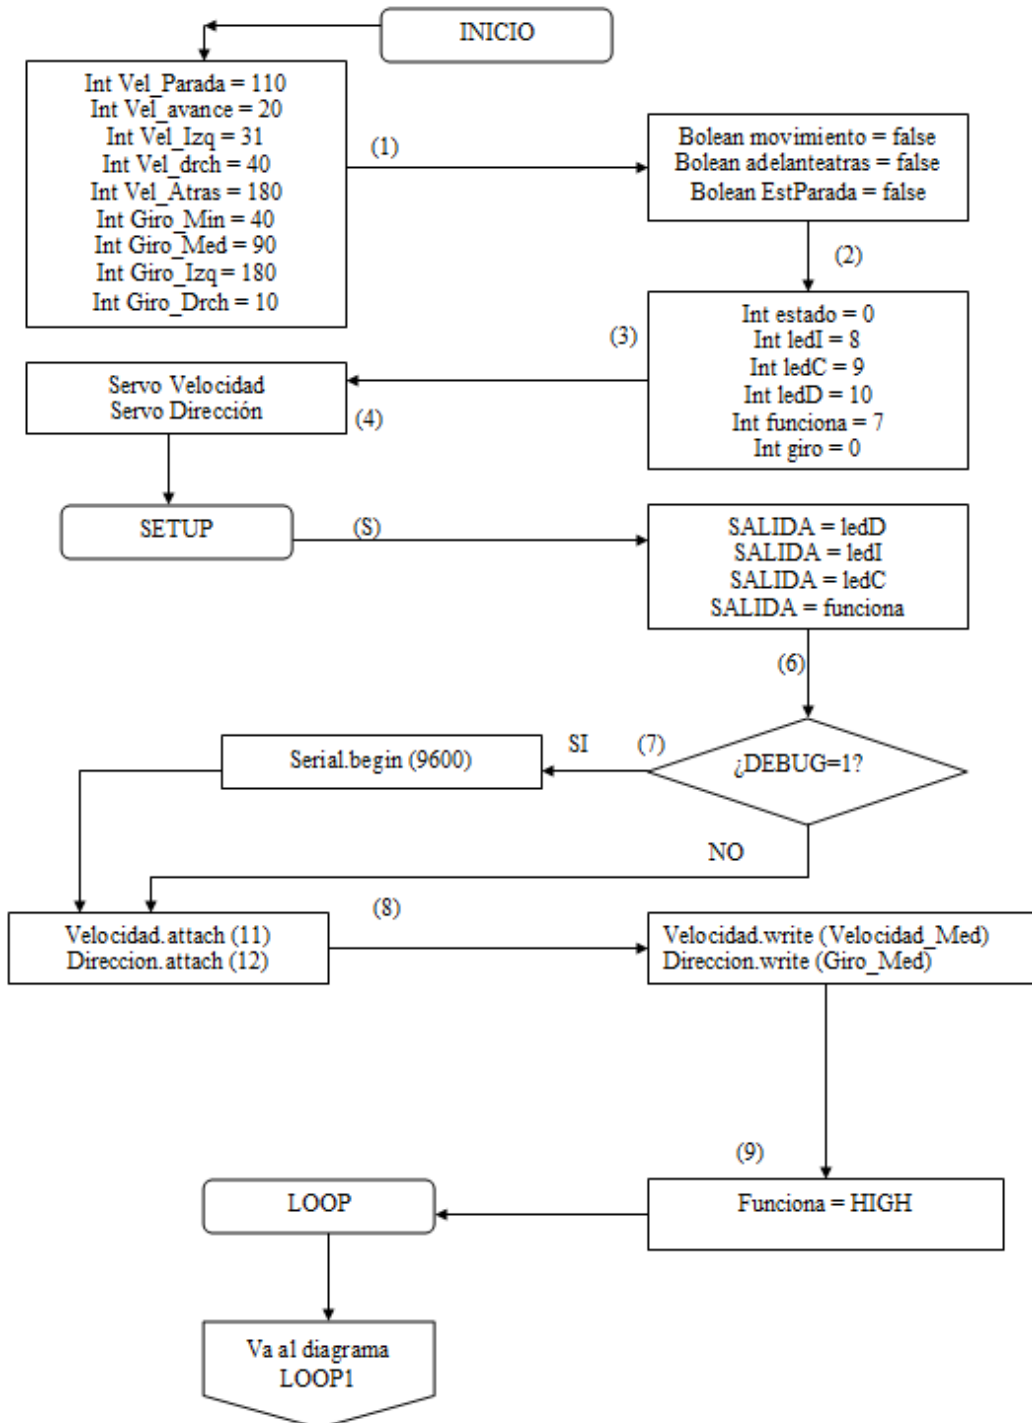 INICIO
Int Vel_Parada = 110
Int Vel_avance = 20
Int Vel_Izq = 31
Int Vel_drch = 40
Int Vel_Atras = 180
Int Giro_Min = 40
Int Giro_Med = 90
Int Giro_Izq = 180
Int Giro_Drch = 10
(1)
Bolean movimiento = false
Bolean adelanteatras = false
Bolean EstParada = false
(2)
Int estado = 0
Int ledI = 8
Int ledC = 9
Int ledD = 10
Int funciona = 7
Int giro = 0
(3)
Servo Velocidad
Servo Dirección
(4)
SETUP
(S)
SALIDA = ledD
SALIDA = ledI
SALIDA = ledC
SALIDA = funciona
(6)
¿DEBUG=1?
(7)
SI
Serial.begin (9600)
NO
Velocidad.attach (11)
Direccion.attach (12)
(8)
Velocidad.write (Velocidad_Med)
Direccion.write (Giro_Med)
(9)
Funciona = HIGH
LOOP
Va al diagrama
LOOP1